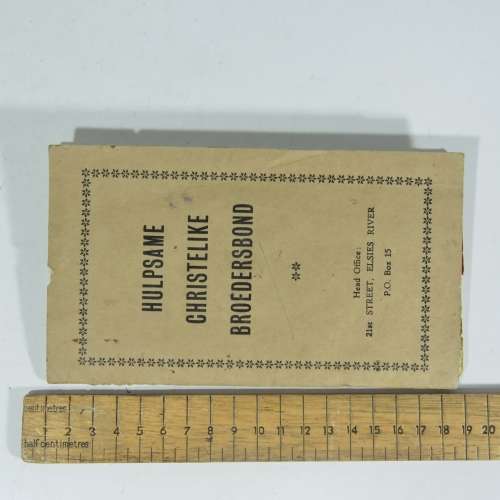 HULPSAME
CHRISTELIKE
BROEDERSBOND
Head Office:
21st STREET, ELSIES RIVER
P.O. Box 15
centimetres
1 2 3 4 5 6 7 8 9 10 11 12 13 14 15 16 17 18 19 20
half centimetres